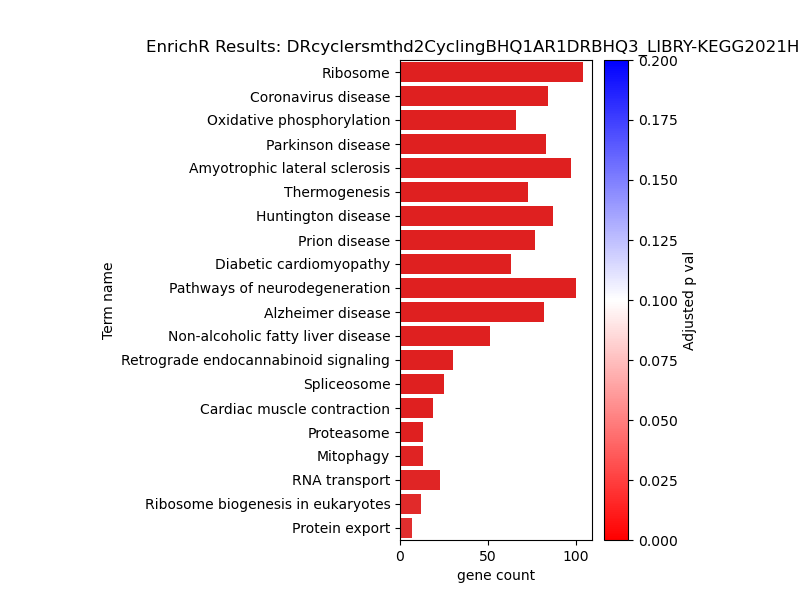 EnrichR Results: DRcyclersmthd2CyclingBHQ1AR1DRBHQ3_LIBRY-KEGG2021H
Ribosome
Coronavirus disease
Oxidative phosphorylation
Parkinson disease
Amyotrophic lateral sclerosis
Thermogenesis
Huntington disease
Prion disease
Diabetic cardiomyopathy
Pathways of neurodegeneration
Alzheimer disease
Non-alcoholic fatty liver disease
Retrograde endocannabinoid signaling
Spliceosome
Cardiac muscle contraction
Proteasome
Mitophagy
RNA transport
Ribosome biogenesis in eukaryotes
Protein export
Term name
0 50 100
gene count
0.200
0.175
0.150
0.125
0.100
0.075
0.050
0.025
0.000
Adjusted p val